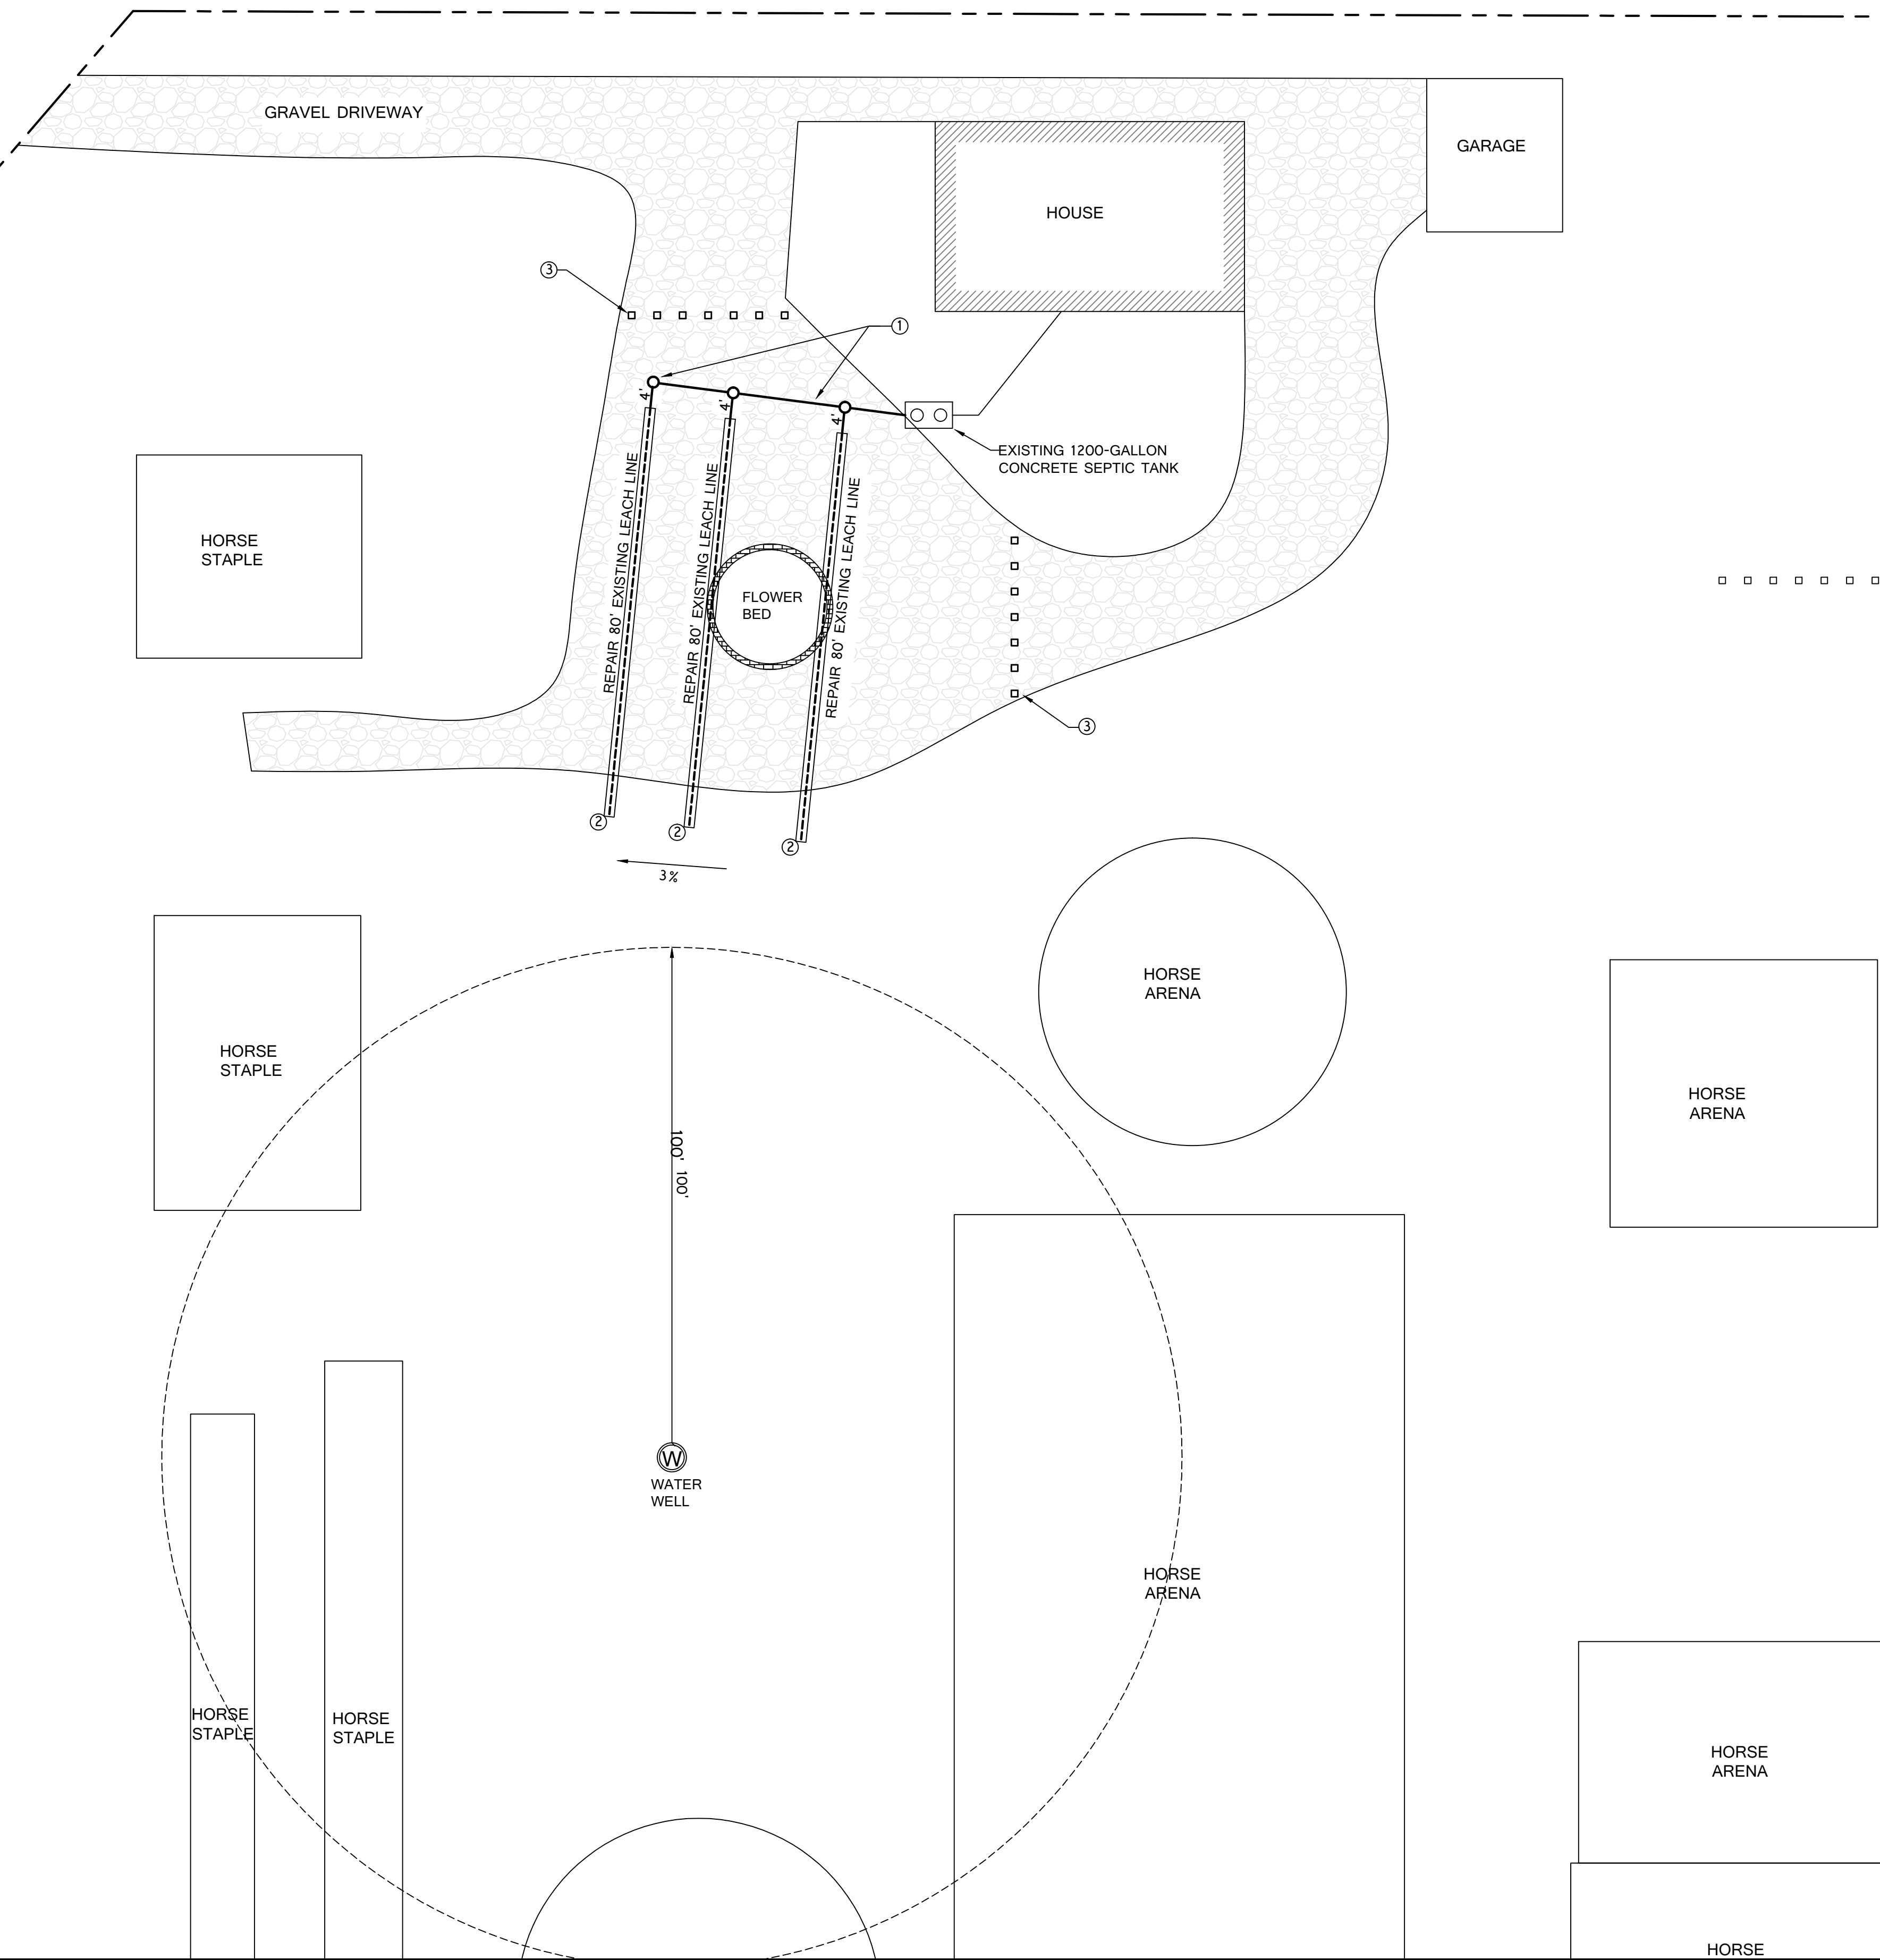 GRAVEL DRIVEWAY
GARAGE
HOUSE
3
1
4'
4'
4'
EXISTING 1200-GALLON
CONCRETE SEPTIC TANK
REPAIR 80' EXISTING LEACH LINE
REPAIR 80' EXISTING LEACH LINE
REPAIR 80' EXISTING LEACH LINE
HORSE
STAPLE
FLOWER
BED
3
2
2
2
3%
HORSE
ARENA
HORSE
STAPLE
HORSE
ARENA
100'
100'
W
WATER
WELL
HORSE
ARENA
HORSE
STAPLE
HORSE
STAPLE
HORSE
ARENA
HORSE